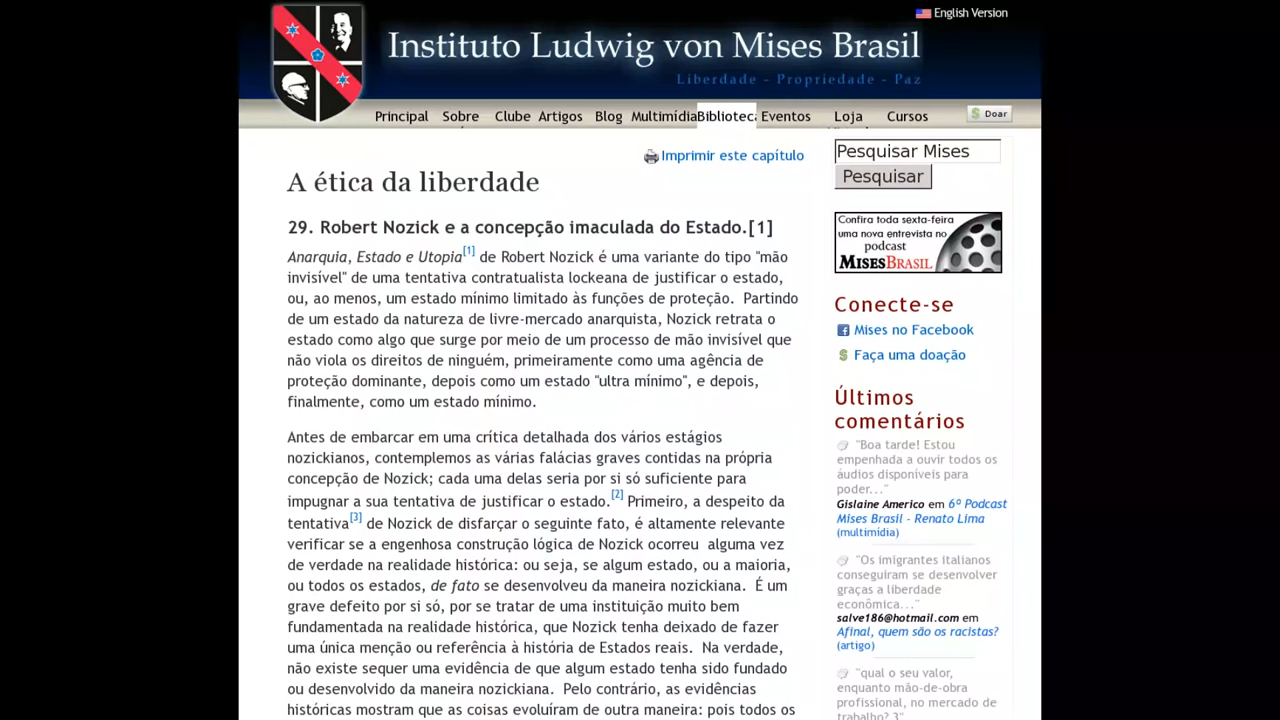 English Version
Instituto Ludwig von Mises Brasil
Liberdade - Propriedade - Paz
Principal Sobre Clube Artigos Blog Multimídia Biblioteca Eventos Loja Cursos Doar
Imprimir este capítulo
A ética da liberdade
29. Robert Nozick e a concepção imaculada do Estado.[1]
Anarquia, Estado e Utopia[1] de Robert Nozick é uma variante do tipo "mão
invisível" de uma tentativa contratualista lockeana de justificar o estado,
ou, ao menos, um estado mínimo limitado às funções de proteção. Partindo
de um estado da natureza de livre-mercado anarquista, Nozick retrata o
estado como algo que surge por meio de um processo de mão invisível que
não viola os direitos de ninguém, primeiramente como uma agência de
proteção dominante, depois como um estado "ultra mínimo", e depois,
finalmente, como um estado mínimo.
Antes de embarcar em uma crítica detalhada dos vários estágios
nozickianos, contemplemos as várias falácias graves contidas na própria
concepção de Nozick; cada uma delas seria por si só suficiente para
impugnar a sua tentativa de justificar o estado.[2] Primeiro, a despeito da
tentativa[3] de Nozick de disfarçar o seguinte fato, é altamente relevante
verificar se a engenhosa construção lógica de Nozick ocorreu alguma vez
de verdade na realidade histórica: ou seja, se algum estado, ou a maioria,
ou todos os estados, de fato se desenvolveu da maneira nozickiana. É um
grave defeito por si só, por se tratar de uma instituição muito bem
fundamentada na realidade histórica, que Nozick tenha deixado de fazer
uma única menção ou referência à história de Estados reais. Na verdade,
não existe sequer uma evidência de que algum estado tenha sido fundado
ou desenvolvido da maneira nozickiana. Pelo contrário, as evidências
históricas mostram que as coisas evoluíram de outra maneira: pois todos os
Pesquisar Mises
Pesquisar
Confira toda sexta-feira
uma nova entrevista no
podcast
MISESBRASIL
Conecte-se
Mises no Facebook
Faça uma doação
Últimos
comentários
"Boa tarde! Estou
empenhada a ouvir todos os
áudios disponíveis para
poder..."
Gislaine Americo em 6º Podcast
Mises Brasil - Renato Lima
(multimídia)
"Os imigrantes italianos
conseguiram se desenvolver
graças a liberdade
econômica..."
salve186@hotmail.com em
Afinal, quem são os racistas?
(artigo)
"qual o seu valor,
enquanto mão-de-obra
profissional, no mercado de
trabalho? 3"